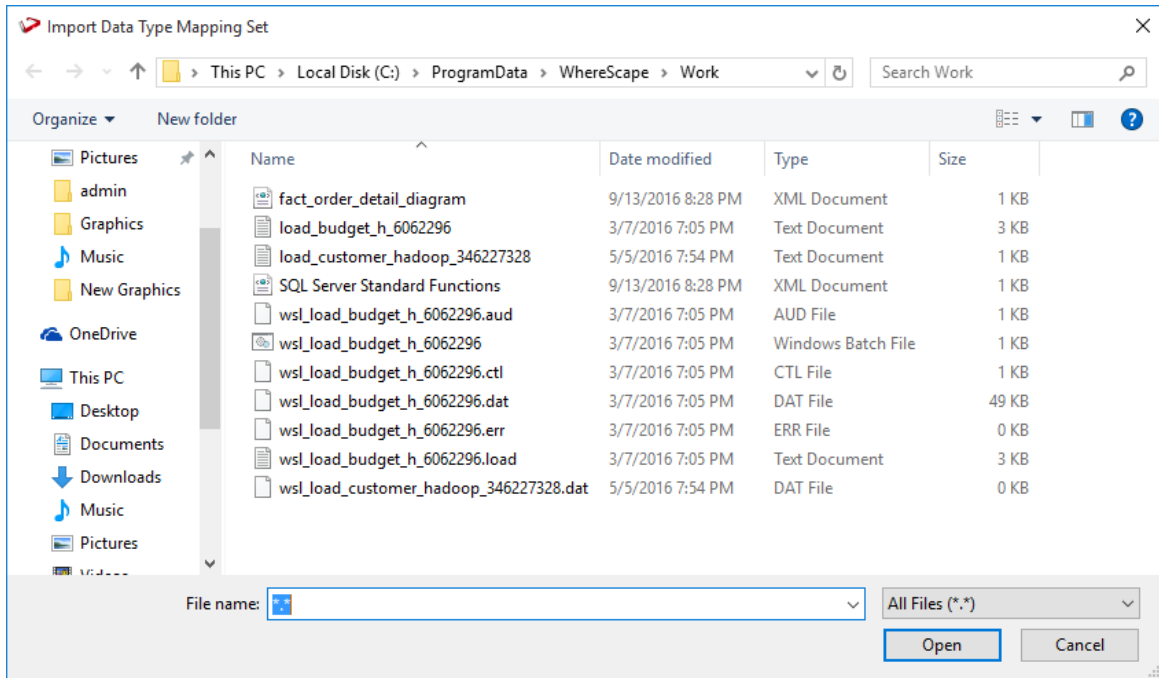 Import Data Type Mapping Set
This PC > Local Disk (C:) > ProgramData > WhereScape > Work
Search Work
Organize
New folder
?
Pictures
admin
Graphics
Music
New Graphics
OneDrive
This PC
Desktop
Documents
Downloads
Music
Pictures
Videos
Name Date modified Type Size
fact_order_detail_diagram 9/13/2016 8:28 PM XML Document 1 KB
load_budget_h_6062296 3/7/2016 7:05 PM Text Document 3 KB
load_customer_hadoop_346227328 5/5/2016 7:54 PM Text Document 1 KB
SQL Server Standard Functions 9/13/2016 8:28 PM XML Document 1 KB
wsl_load_budget_h_6062296.aud 3/7/2016 7:05 PM AUD File 1 KB
wsl_load_budget_h_6062296 3/7/2016 7:05 PM Windows Batch File 1 KB
wsl_load_budget_h_6062296.ctl 3/7/2016 7:05 PM CTL File 1 KB
wsl_load_budget_h_6062296.dat 3/7/2016 7:05 PM DAT File 49 KB
wsl_load_budget_h_6062296.err 3/7/2016 7:05 PM ERR File 0 KB
wsl_load_budget_h_6062296.load 3/7/2016 7:05 PM Text Document 3 KB
wsl_load_customer_hadoop_346227328.dat 5/5/2016 7:54 PM DAT File 0 KB
File name: *.*
All Files (*.*)
Open
Cancel